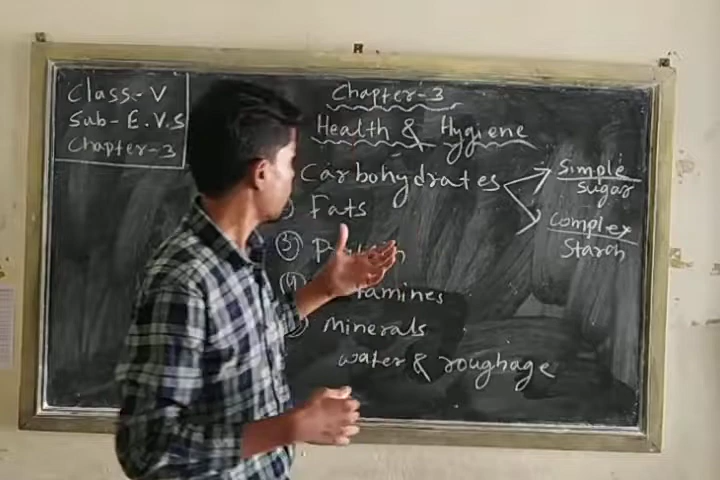 Class:- V
Sub- E.V.S
Chapter-3
Chapter-3
Health & Hygiene
Carbohydrates
Simple
Sugar
Complex
Starch
Fats
③
Minerals
water & roughage